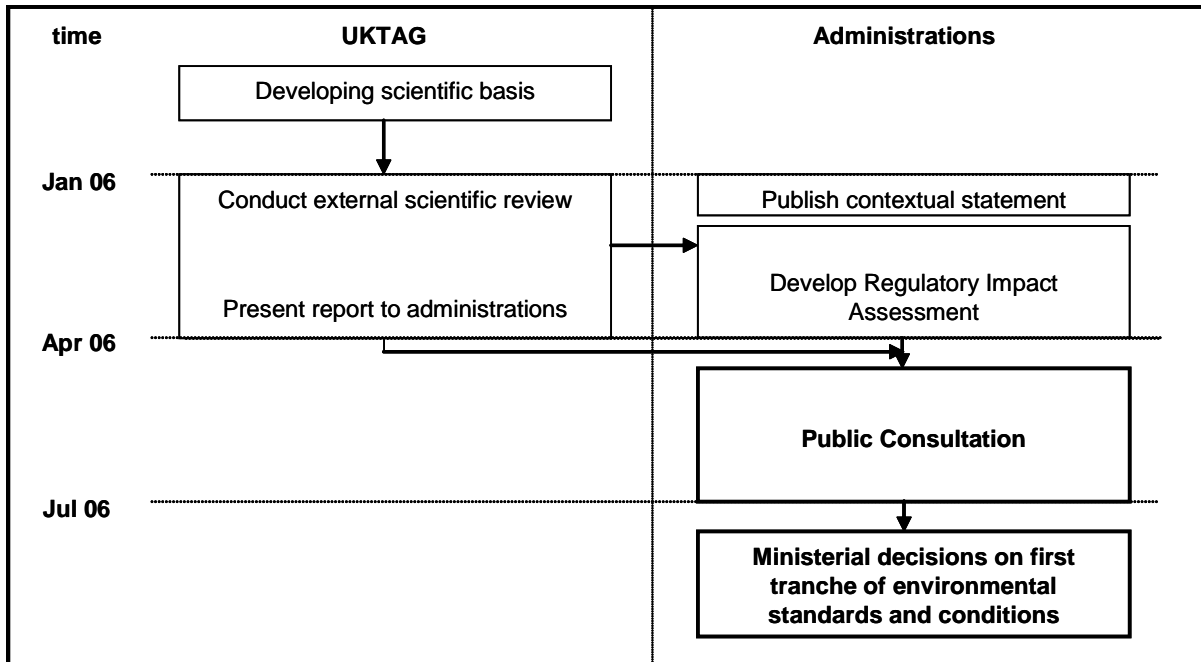 time
UKTAG
Administrations
Developing scientific basis
Jan 06
Conduct external scientific review
Publish contextual statement
Present report to administrations
Develop Regulatory Impact
Assessment
Apr 06
Public Consultation
Jul 06
Ministerial decisions on first
tranche of environmental
standards and conditions